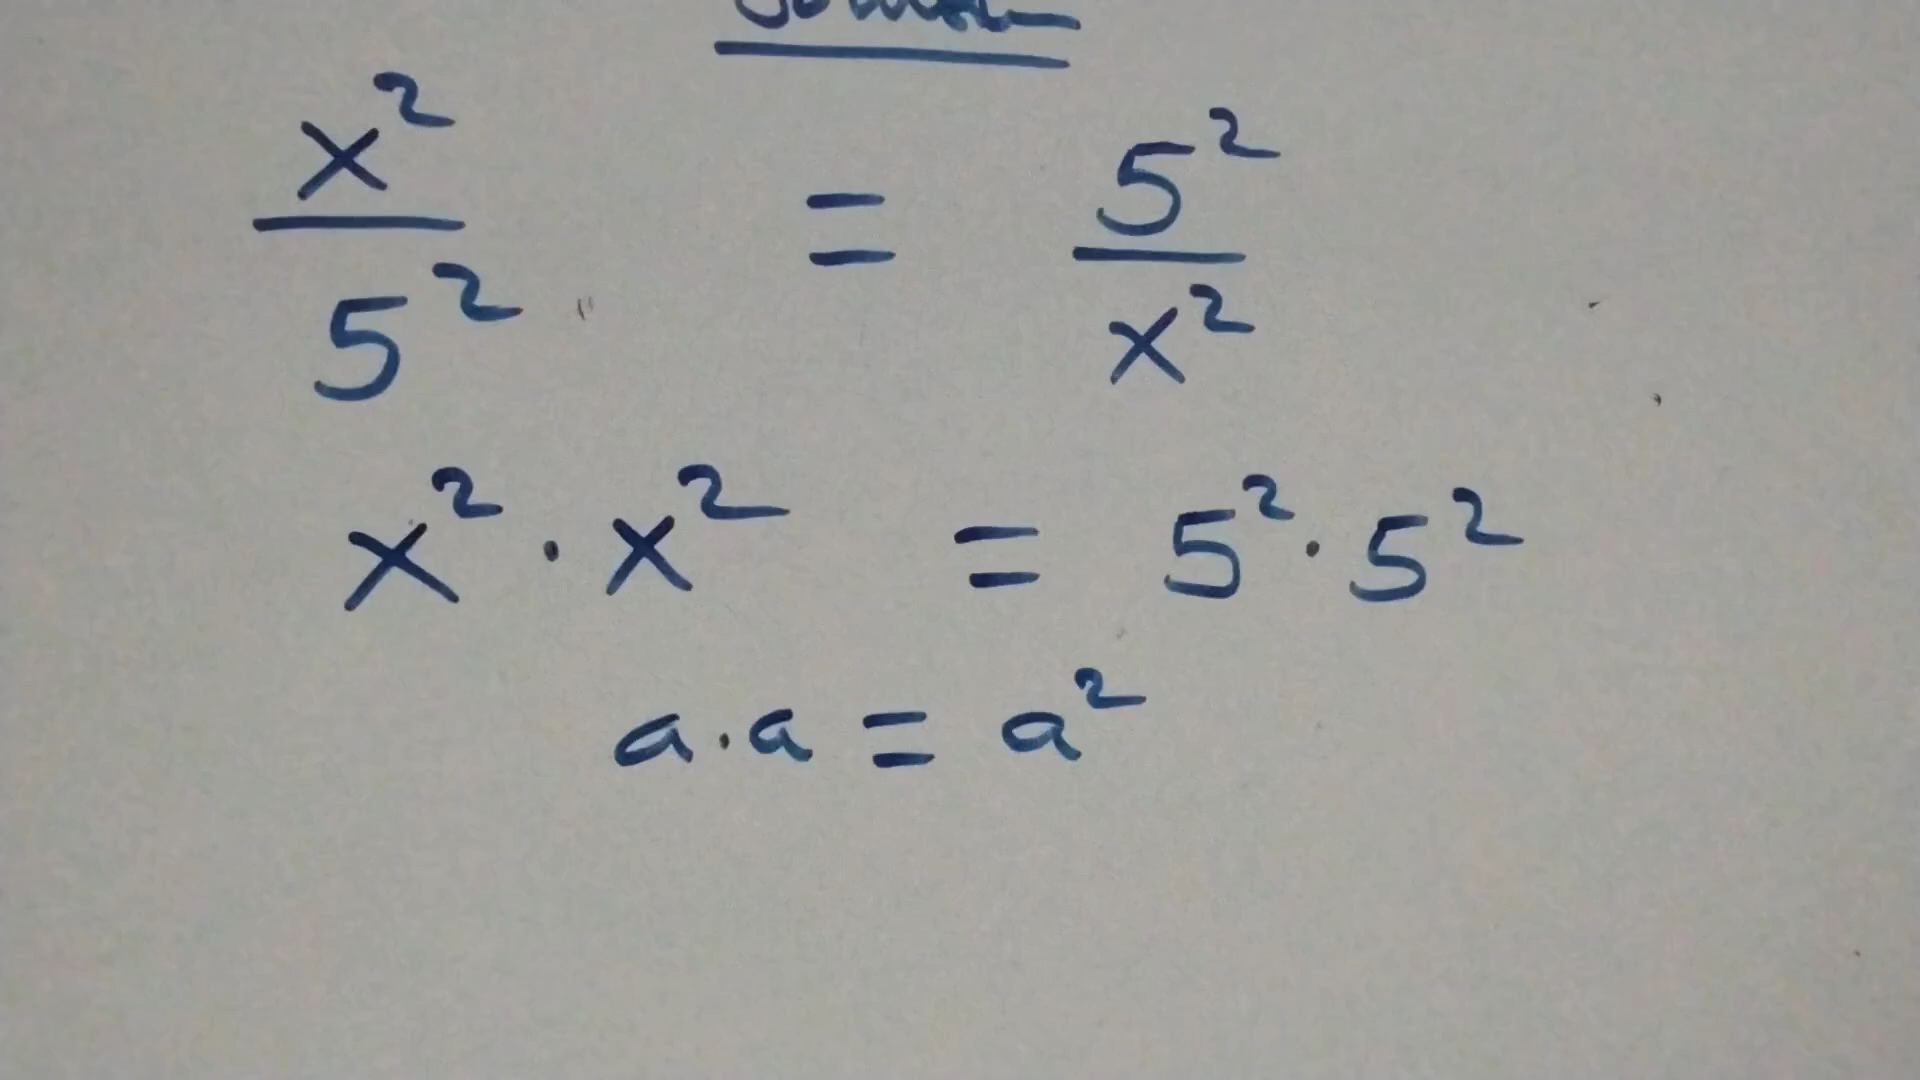 x² / 5² = 5² / x²
x² · x² = 5² · 5²
a · a = a²